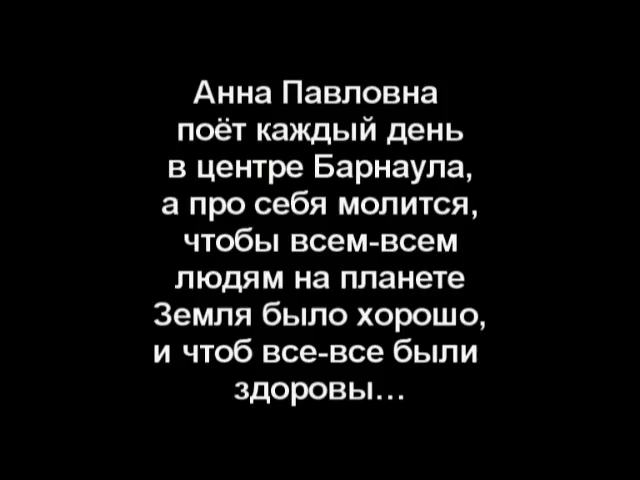 Анна Павловна
поёт каждый день
в центре Барнаула,
а про себя молится,
чтобы всем-всем
людям на планете
Земля было хорошо,
и чтоб все-все были
здоровы...